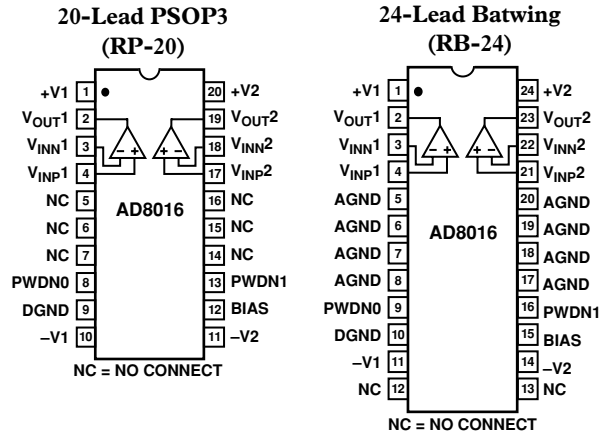 20-Lead PSOP3
(RP-20)
+V1 1 20 +V2
VOUT1 2 19 VOUT2
VINN1 3 18 VINN2
VINP1 4 17 VINP2
– + + –
NC 5 16 NC
AD8016
NC 6 15 NC
NC 7 14 NC
PWDN0 8 13 PWDN1
DGND 9 12 BIAS
–V1 10 11 –V2
NC = NO CONNECT
24-Lead Batwing
(RB-24)
+V1 1 24 +V2
VOUT1 2 23 VOUT2
VINN1 3 22 VINN2
VINP1 4 21 VINP2
– + + –
AGND 5 20 AGND
AGND 6 19 AGND
AD8016
AGND 7 18 AGND
AGND 8 17 AGND
PWDN0 9 16 PWDN1
DGND 10 15 BIAS
–V1 11 14 –V2
NC 12 13 NC
NC = NO CONNECT